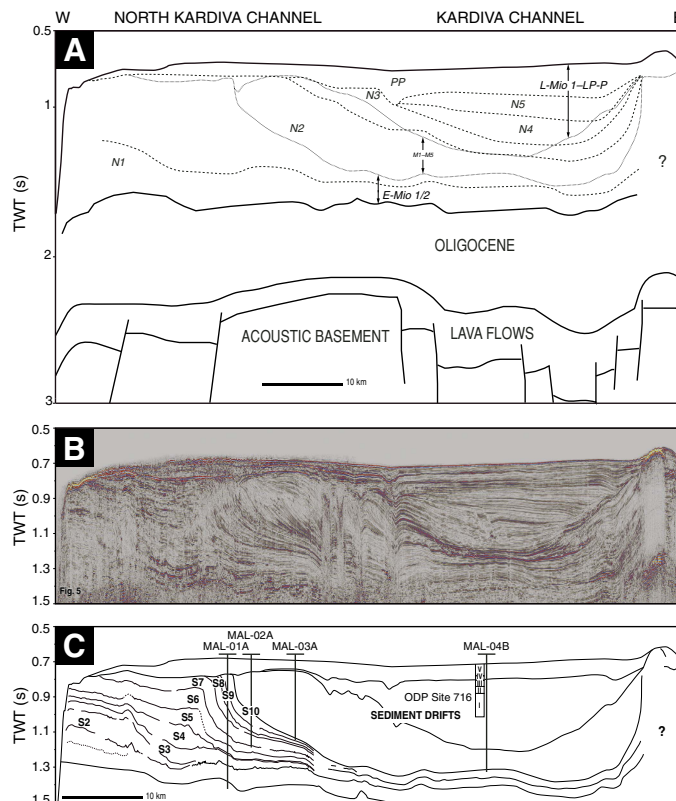 W NORTH KARDIVA CHANNEL KARDIVA CHANNEL E
0.5
A
PP
N3
L-Mio 1–LP-P
N5
1
N2
N4
N1
M1–M5
?
E-Mio 1/2
TWT (s)
OLIGOCENE
2
ACOUSTIC BASEMENT
LAVA FLOWS
10 km
3
0.5
B
0.7
0.9
TWT (s)
1.1
1.3
Fig. 5
1.5
0.5
C
MAL-02A
MAL-01A MAL-03A MAL-04B
0.7
V
IV
III
II
I
S7 S8
S9
ODP Site 716
0.9
S6
S10
SEDIMENT DRIFTS
S5
S2
S4
?
TWT (s)
1.1
S3
1.3
10 km
1.5